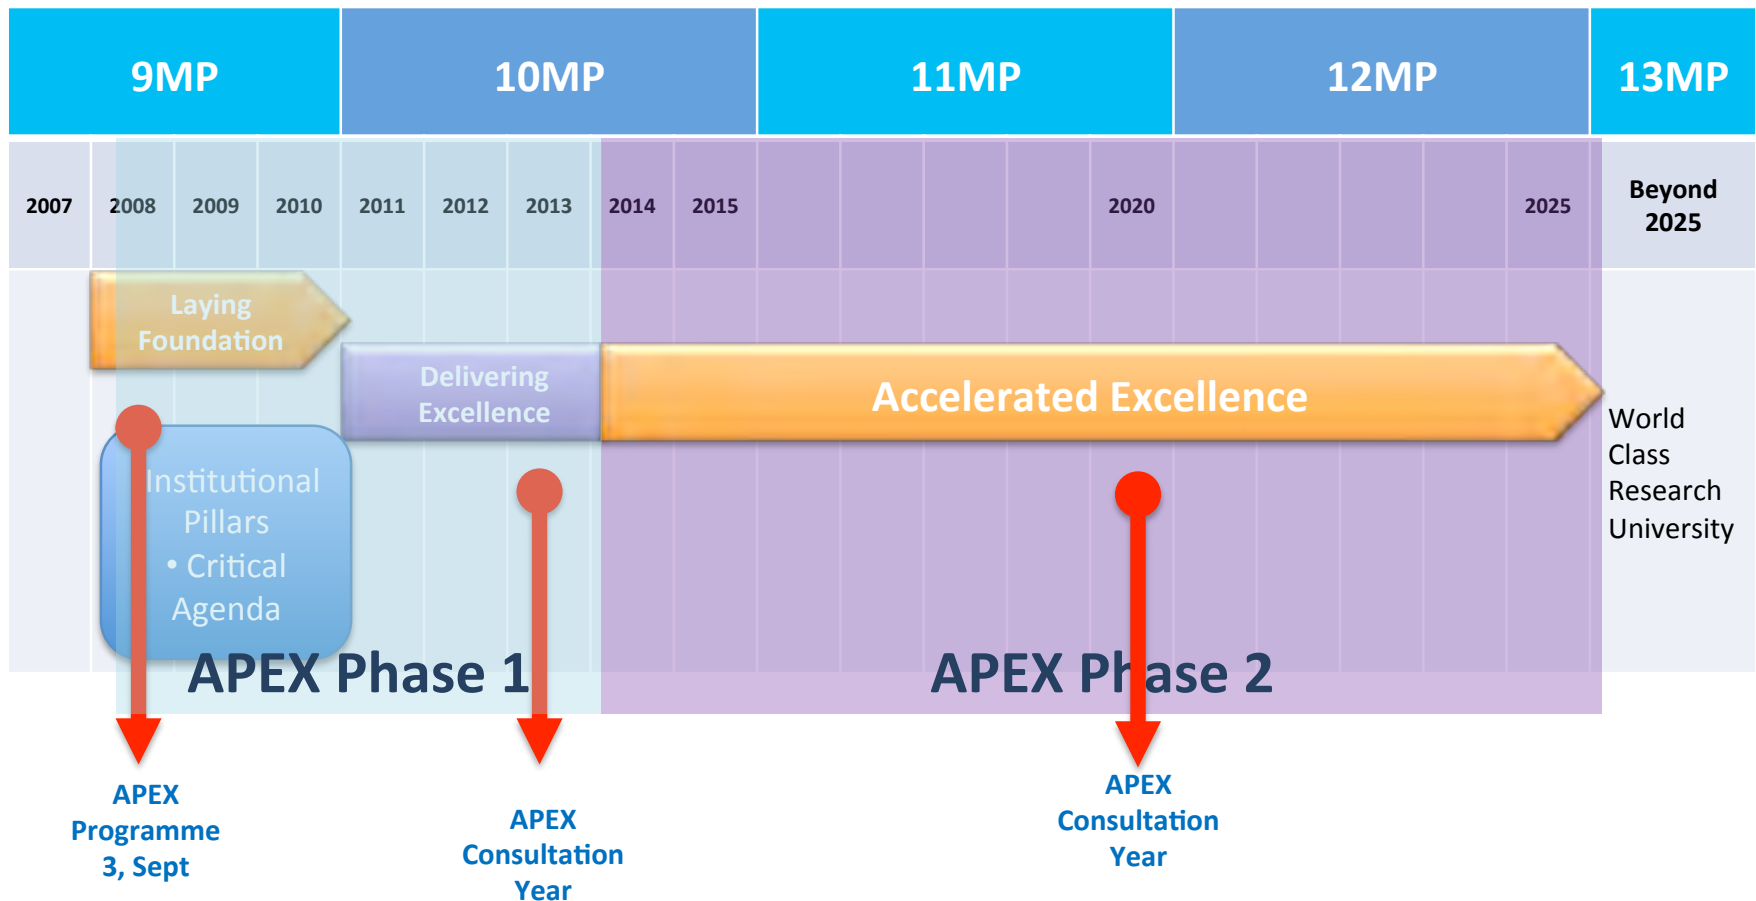 9MP
10MP
11MP
12MP
13MP
2007
2008
2009
2010
2011
2012
2013
2014
2015
2020
2025
Beyond
2025
Laying
Foundation
Delivering
Excellence
Accelerated Excellence
World
Class
Research
University
Institutional
Pillars
• Critical
Agenda
APEX Phase 1
APEX Phase 2
APEX
Programme
3, Sept
APEX
Consultation
Year
APEX
Consultation
Year